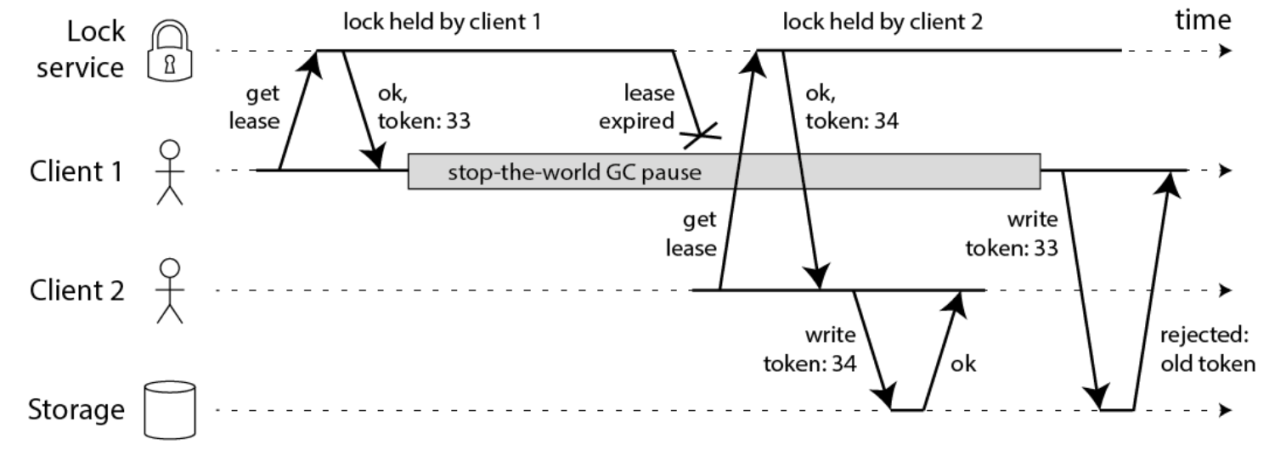 lock held by client 1
lock held by client 2
time
Lock
service
get
lease
ok,
token: 33
lease
expired
ok,
token: 34
Client 1
stop-the-world GC pause
get
lease
write
token: 33
Client 2
write
token: 34
ok
rejected:
old token
Storage